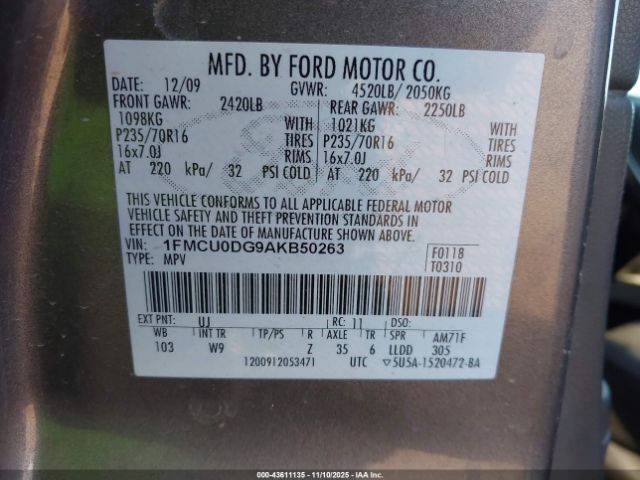 MFD. BY FORD MOTOR CO.
DATE: 12/09 GVWR: 4520LB/ 2050KG
FRONT GAWR: 2420LB REAR GAWR: 2250LB
1098KG WITH 1021KG WITH
P235/70R16 TIRES P235/70R16 TIRES
16x7.0J RIMS 16x7.0J RIMS
AT 220 kPa/ 32 PSI COLD AT 220 kPa/ 32 PSI COLD
THIS VEHICLE CONFORMS TO ALL APPLICABLE FEDERAL MOTOR
VEHICLE SAFETY AND THEFT PREVENTION STANDARDS IN
EFFECT ON THE DATE OF MANUFACTURE SHOWN ABOVE.
VIN: 1FMCU0DG9AKB50263 F0118
TYPE: MPV T0310
EXT PNT: UJ RC: 11 DSO:
WB INT TR TP/PS R AXLE TR SPR AM71F
103 W9 Z 35 6 LLDD 305
1200912053471 UTC ▽5U5A-1520472-BA
000-43611135 - 11/10/2025 - IAA Inc.